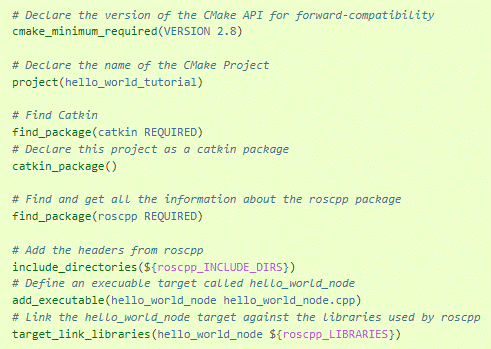 # Declare the version of the CMake API for forward-compatibility
cmake_minimum_required(VERSION 2.8)
# Declare the name of the CMake Project
project(hello_world_tutorial)
# Find Catkin
find_package(catkin REQUIRED)
# Declare this project as a catkin package
catkin_package()
# Find and get all the information about the roscpp package
find_package(roscpp REQUIRED)
# Add the headers from roscpp
include_directories(${roscpp_INCLUDE_DIRS})
# Define an execuable target called hello_world_node
add_executable(hello_world_node hello_world_node.cpp)
# Link the hello_world_node target against the libraries used by roscpp
target_link_libraries(hello_world_node ${roscpp_LIBRARIES})